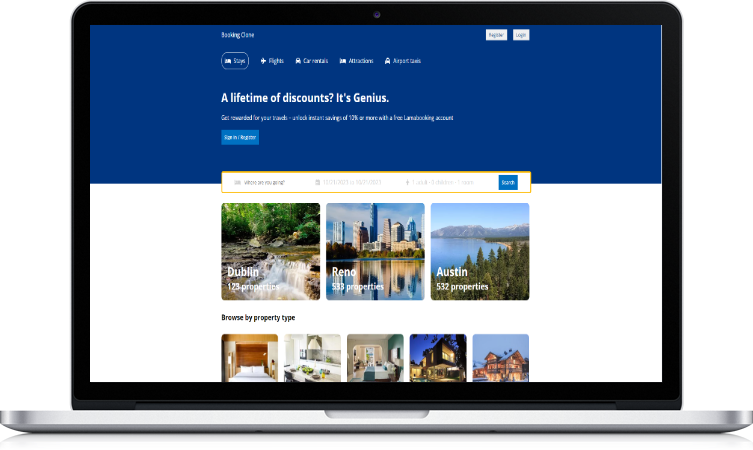 Booking Clone
Register
Login
Stays
Flights
Car rentals
Attractions
Airport taxis
A lifetime of discounts? It's Genius.
Get rewarded for your travels – unlock instant savings of 10% or more with a free Lamabooking account
Sign in / Register
Where are you going?
1 adult · 0 children · 1 room
Search
Dublin
123 properties
Reno
533 properties
Austin
532 properties
Browse by property type